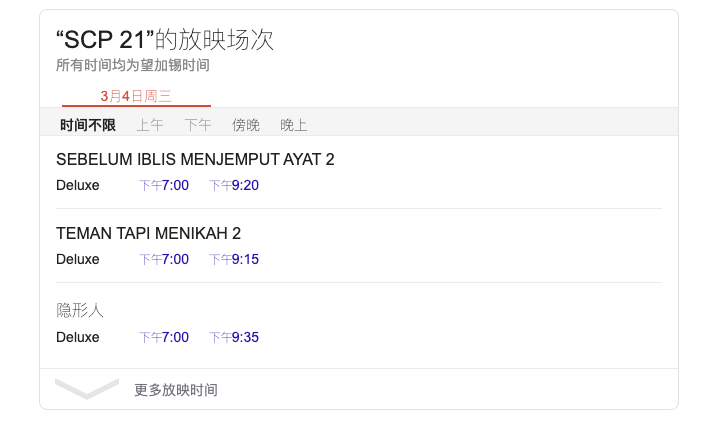 “SCP 21”的放映场次
所有时间均为望加锡时间
3月4日周三
时间不限 上午 下午 傍晚 晚上
SEBELUM IBLIS MENJEMPUT AYAT 2
Deluxe 下午7:00 下午9:20
TEMAN TAPI MENIKAH 2
Deluxe 下午7:00 下午9:15
隐形人
Deluxe 下午7:00 下午9:35
更多放映时间